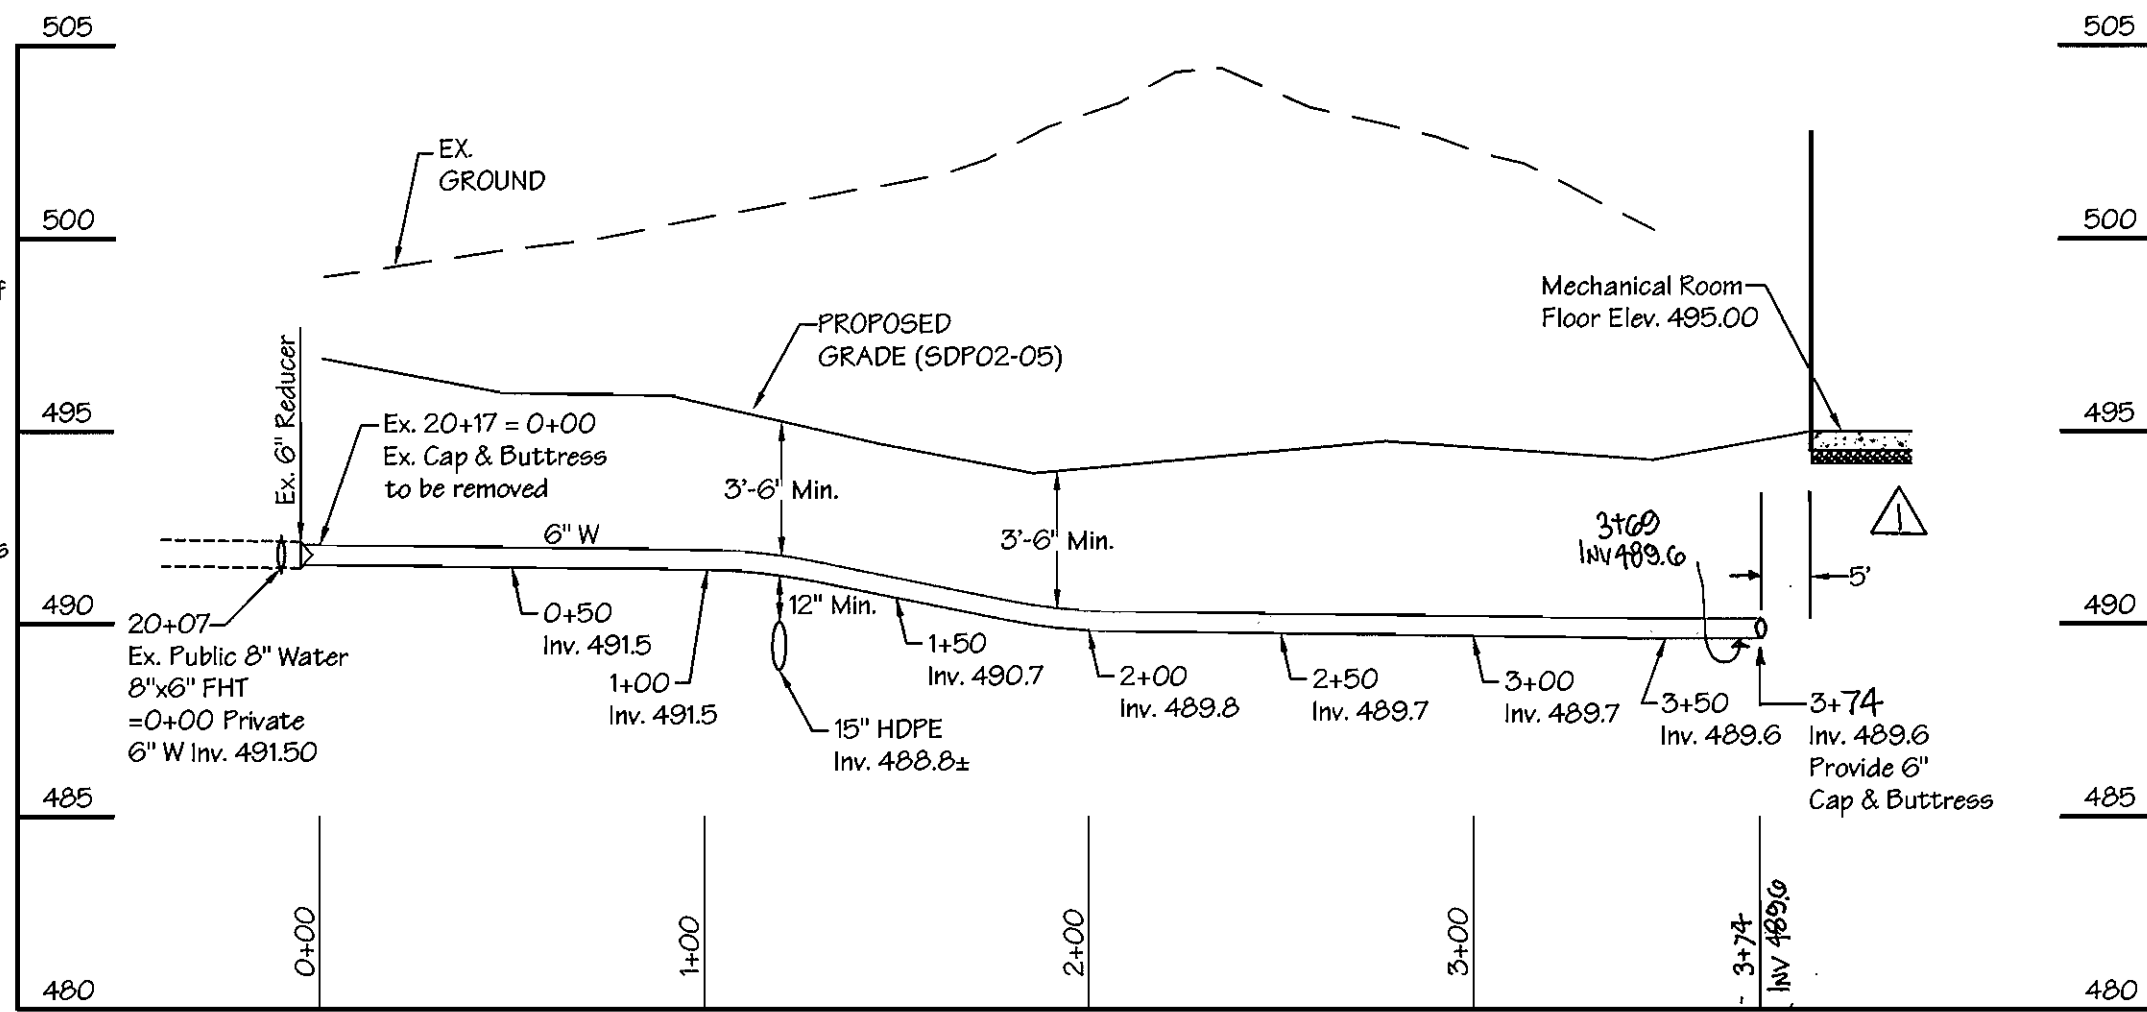 505
505
EX.
GROUND
500
500
f
Mechanical Room
Floor Elev. 495.00
PROPOSED
GRADE (SDP02-05)
Ex. 6" Reducer
495
495
Ex. 20+17 = 0+00
Ex. Cap & Buttress
to be removed
3'-6" Min.
6" W
3'-6" Min.
3+69
INV 489.6
1
s
5'
490
490
12" Min.
20+07
Ex. Public 8" Water
8"x6" FHT
=0+00 Private
6" W Inv. 491.50
0+50
Inv. 491.5
1+00
Inv. 491.5
1+50
Inv. 490.7
2+00
Inv. 489.8
2+50
Inv. 489.7
3+00
Inv. 489.7
3+50
Inv. 489.6
3+74
Inv. 489.6
Provide 6"
Cap & Buttress
15" HDPE
Inv. 488.8±
485
485
0+00
1+00
2+00
3+00
3+74
INV 489.6
480
480